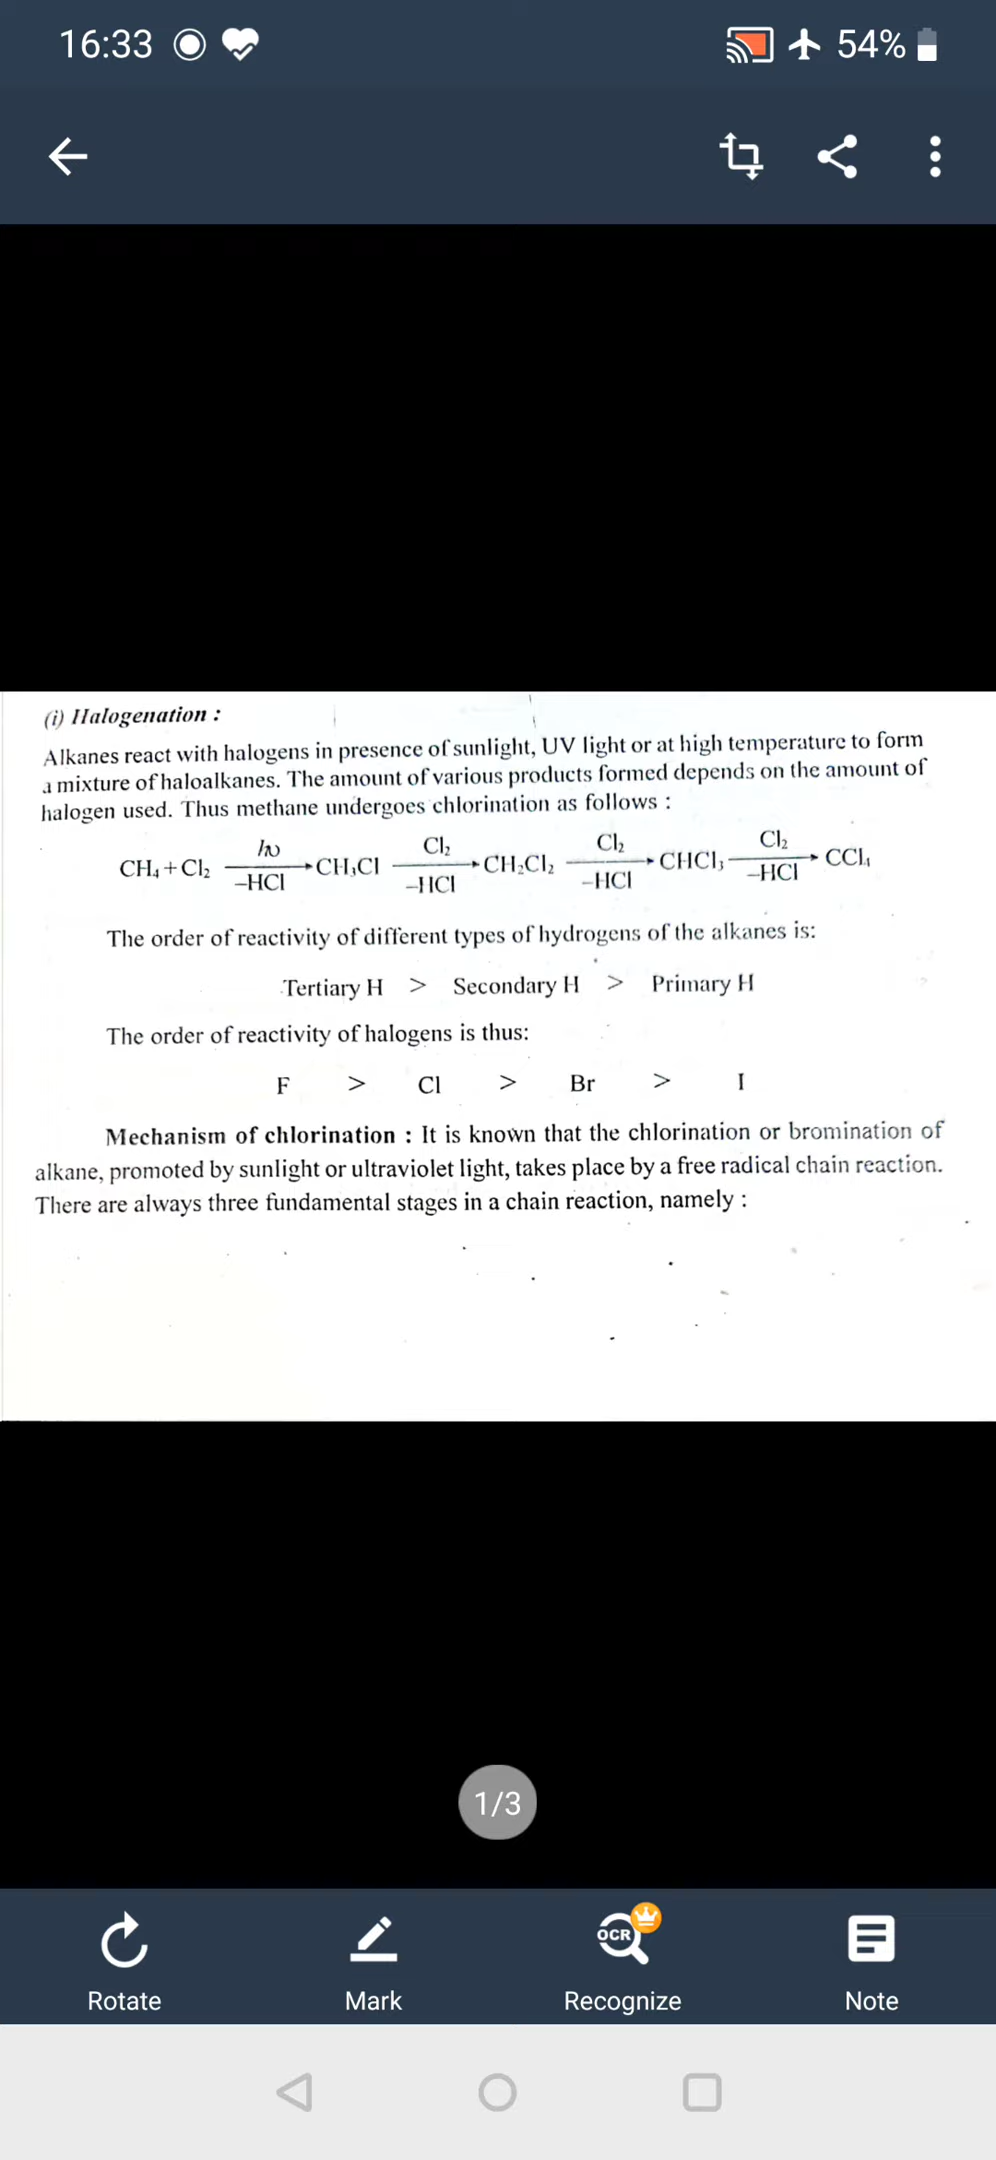 16:33
54%
(i) Halogenation :
Alkanes react with halogens in presence of sunlight, UV light or at high temperature to form
a mixture of haloalkanes. The amount of various products formed depends on the amount of
halogen used. Thus methane undergoes chlorination as follows :
CH₄ + Cl₂ hυ –HCl → CH₃Cl Cl₂ –HCl → CH₂Cl₂ Cl₂ –HCl → CHCl₃ Cl₂ –HCl → CCl₄
The order of reactivity of different types of hydrogens of the alkanes is:
Tertiary H > Secondary H > Primary H
The order of reactivity of halogens is thus:
F > Cl > Br > I
Mechanism of chlorination : It is known that the chlorination or bromination of
alkane, promoted by sunlight or ultraviolet light, takes place by a free radical chain reaction.
There are always three fundamental stages in a chain reaction, namely :
1/3
OCR
Rotate Mark Recognize Note